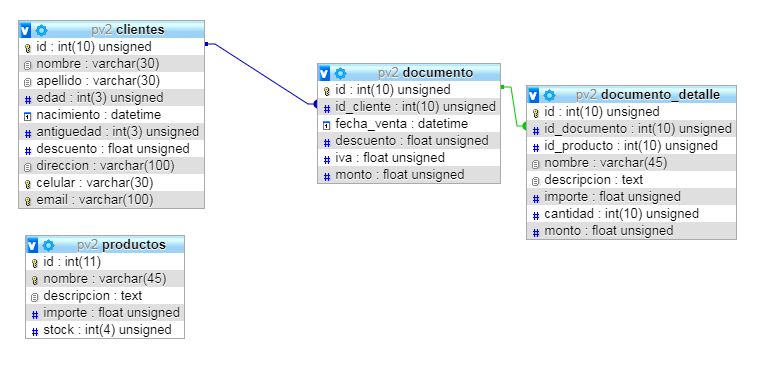 pv2 clientes
id : int(10) unsigned
nombre : varchar(30)
apellido : varchar(30)
edad : int(3) unsigned
nacimiento : datetime
antiguedad : int(3) unsigned
descuento : float unsigned
direccion : varchar(100)
celular : varchar(30)
email : varchar(100)
pv2 documento
id : int(10) unsigned
id_cliente : int(10) unsigned
fecha_venta : datetime
descuento : float unsigned
iva : float unsigned
monto : float unsigned
pv2 documento_detalle
id : int(10) unsigned
id_documento : int(10) unsigned
id_producto : int(10) unsigned
nombre : varchar(45)
descripcion : text
importe : float unsigned
cantidad : int(10) unsigned
monto : float unsigned
pv2 productos
id : int(11)
nombre : varchar(45)
descripcion : text
importe : float unsigned
stock : int(4) unsigned